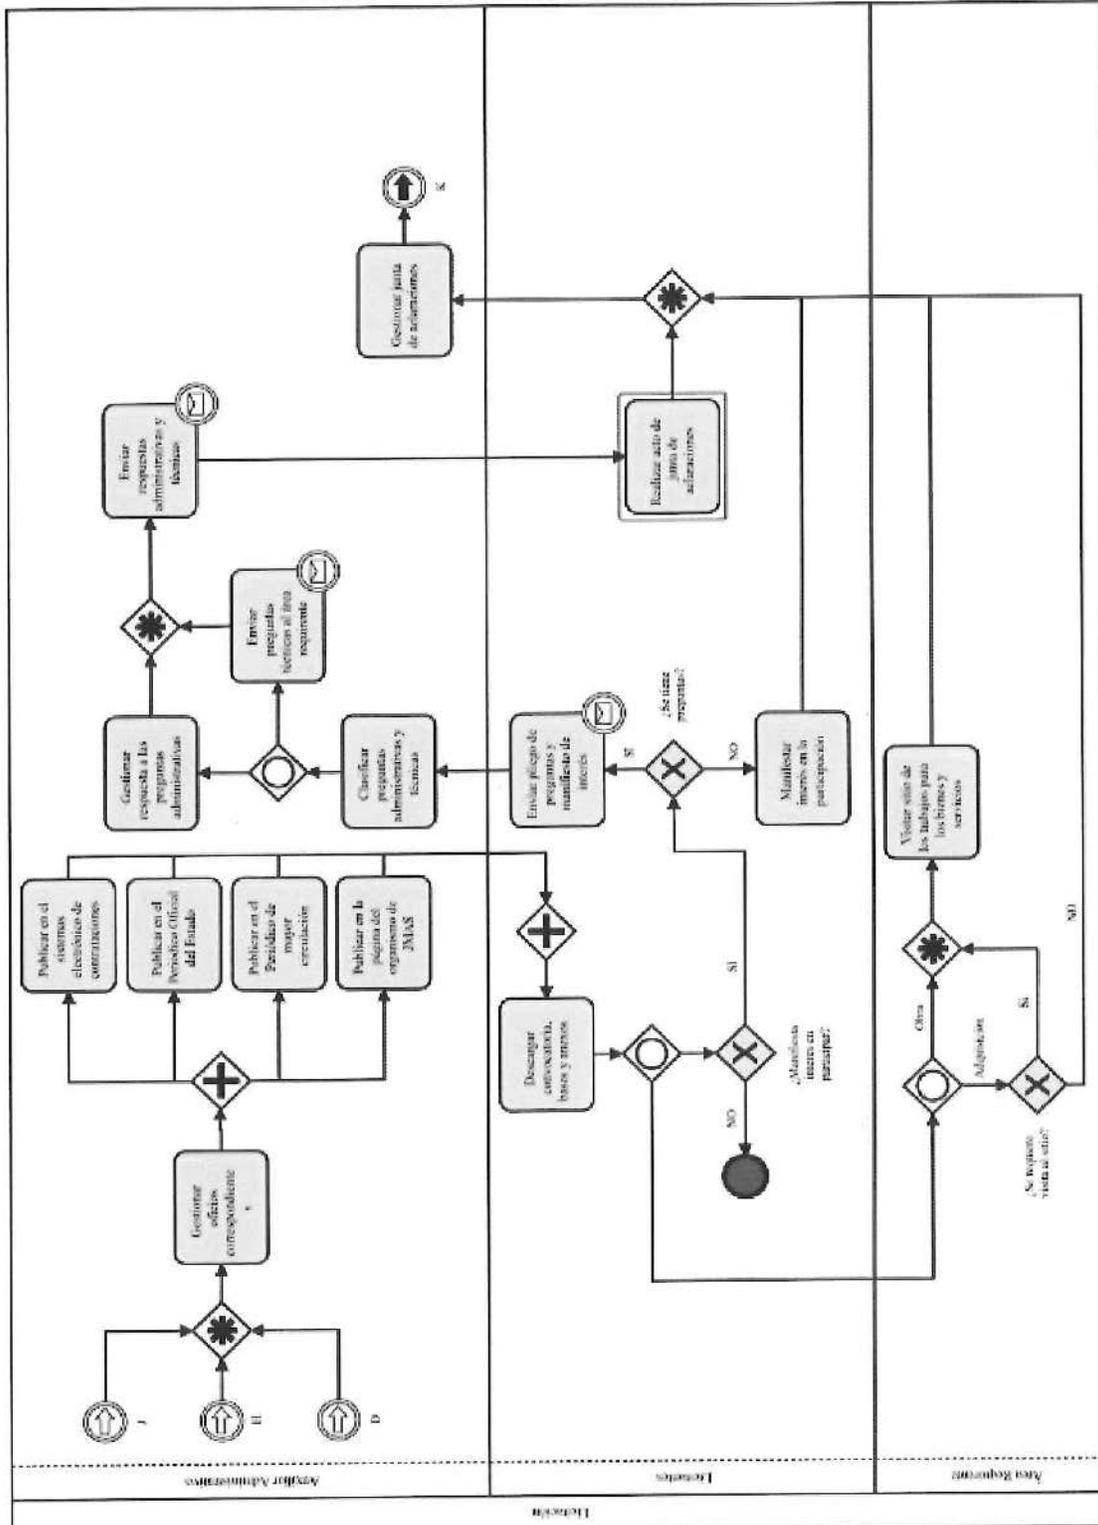 Licitación
Auxiliar Administrativo
Licitantes
Área Requirente
J
H
D
Gestionar
oficios
correspondiente
s
Publicar en el
sistemas
electrónico de
contrataciones
Publicar en el
Periódico Oficial
del Estado
Publicar en el
Periódico de
mayor
circulación
Publicar en la
página del
organismo de
JMAS
Gestionar
respuesta a las
preguntas
administrativas
Clasificar
preguntas
administrativas y
técnicas
Enviar
preguntas
técnicas al área
requirente
Enviar
respuestas
administrativas y
técnicas
Gestionar junta
de aclaraciones
K
Descargar
convocatoria,
bases y anexos
¿Manifiesta
interés en
participar?
NO
SI
Enviar pliego de
preguntas y
manifiesto de
interés
SI
¿Se tiene
preguntas?
NO
Manifestar
interés en la
participación
Realizar acto de
junta de
aclaraciones
Obra
Adquisición
¿Se requiere
visita al sitio?
Si
NO
Visitar sitio de
los trabajos para
los bienes y
servicios